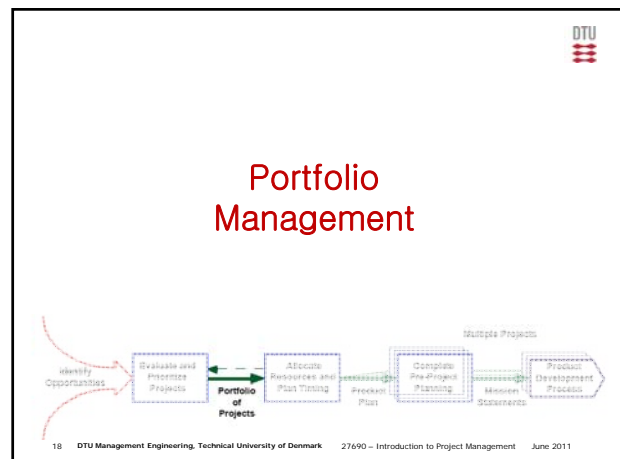 DTU
Portfolio
Management
Multiple Projects
Identify
Opportunities
Evaluate and
Prioritize
Projects
Portfolio
of
Projects
Allocate
Resources and
Plan Timing
Product
Plan
Complete
Pre-Project
Planning
Mission
Statements
Product
Development
Process
18 DTU Management Engineering, Technical University of Denmark 27690 – Introduction to Project Management June 2011